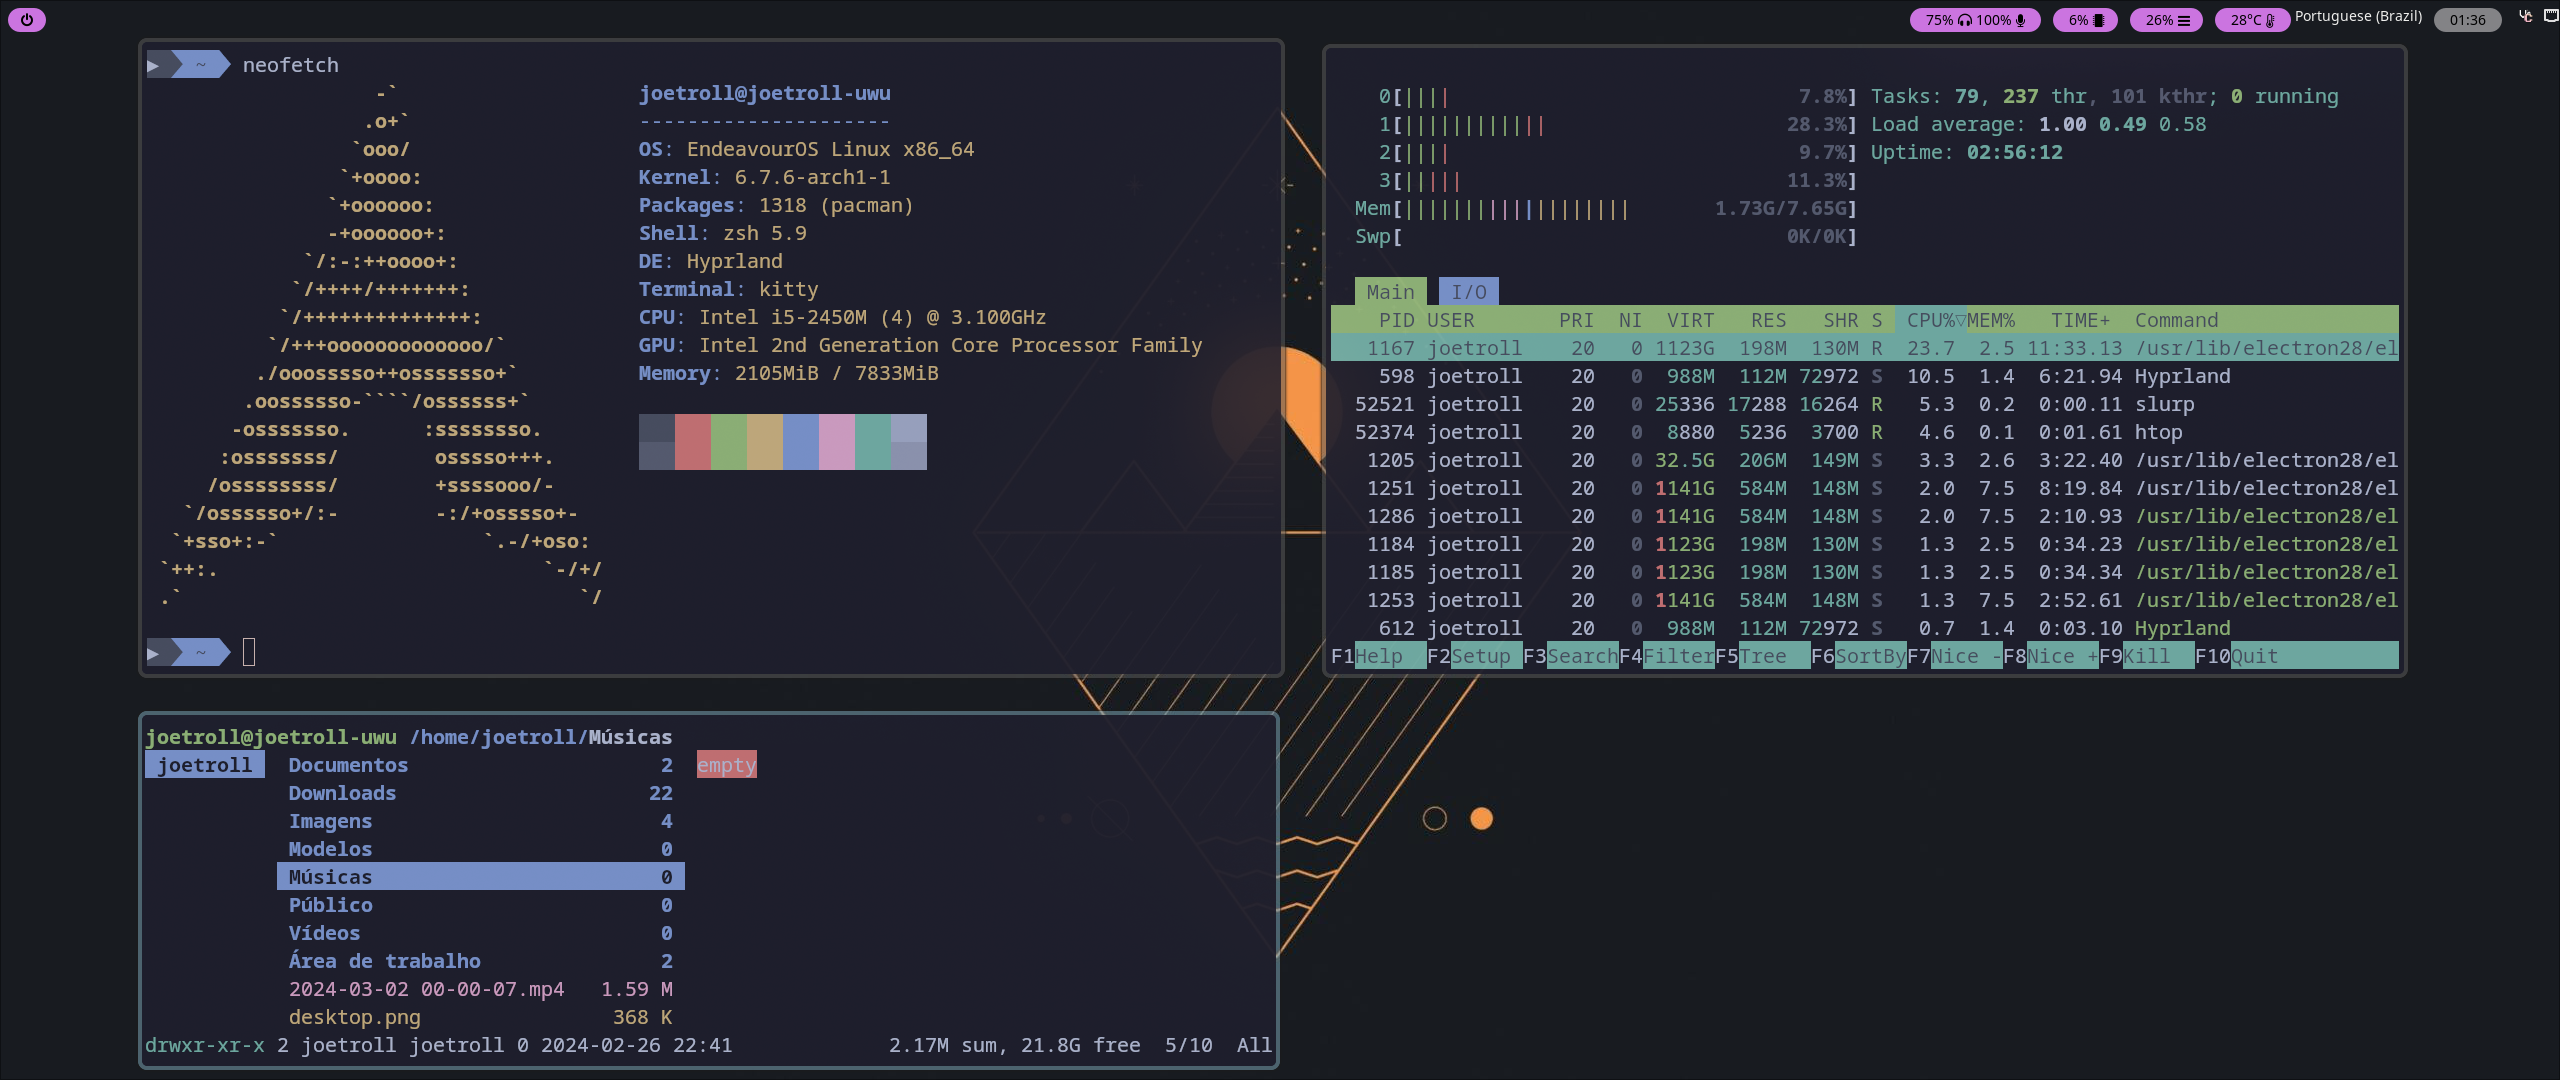 75% 100% 6% 26% 28°C Portuguese (Brazil) 01:36
~ neofetch
-`
.o+`
`ooo/
`+oooo:
`+oooooo:
-+oooooo+:
`/:-:++oooo+:
`/++++/+++++++:
`/++++++++++++++:
`/+++ooooooooooooo/`
./ooosssso++osssssso+`
.oossssso-````/ossssss+`
-osssssso. :ssssssso.
:osssssss/ osssso+++.
/ossssssss/ +ssssooo/-
`/ossssso+/:- -:/+osssso+-
`+sso+:-` `.-/+oso:
`++:. `-/+/
.` `/
joetroll@joetroll-uwu
---------------------
OS: EndeavourOS Linux x86_64
Kernel: 6.7.6-arch1-1
Packages: 1318 (pacman)
Shell: zsh 5.9
DE: Hyprland
Terminal: kitty
CPU: Intel i5-2450M (4) @ 3.100GHz
GPU: Intel 2nd Generation Core Processor Family
Memory: 2105MiB / 7833MiB
~
0[|||| 7.8%] Tasks: 79, 237 thr, 101 kthr; 0 running
1[|||||||||||| 28.3%] Load average: 1.00 0.49 0.58
2[|||| 9.7%] Uptime: 02:56:12
3[||||| 11.3%]
Mem[||||||||||||||||||| 1.73G/7.65G]
Swp[ 0K/0K]
Main I/O
PID USER PRI NI VIRT RES SHR S CPU%▽MEM% TIME+ Command
1167 joetroll 20 0 1123G 198M 130M R 23.7 2.5 11:33.13 /usr/lib/electron28/el
598 joetroll 20 0 988M 112M 72972 S 10.5 1.4 6:21.94 Hyprland
52521 joetroll 20 0 25336 17288 16264 R 5.3 0.2 0:00.11 slurp
52374 joetroll 20 0 8880 5236 3700 R 4.6 0.1 0:01.61 htop
1205 joetroll 20 0 32.5G 206M 149M S 3.3 2.6 3:22.40 /usr/lib/electron28/el
1251 joetroll 20 0 1141G 584M 148M S 2.0 7.5 8:19.84 /usr/lib/electron28/el
1286 joetroll 20 0 1141G 584M 148M S 2.0 7.5 2:10.93 /usr/lib/electron28/el
1184 joetroll 20 0 1123G 198M 130M S 1.3 2.5 0:34.23 /usr/lib/electron28/el
1185 joetroll 20 0 1123G 198M 130M S 1.3 2.5 0:34.34 /usr/lib/electron28/el
1253 joetroll 20 0 1141G 584M 148M S 1.3 7.5 2:52.61 /usr/lib/electron28/el
612 joetroll 20 0 988M 112M 72972 S 0.7 1.4 0:03.10 Hyprland
F1Help F2Setup F3SearchF4FilterF5Tree F6SortByF7Nice -F8Nice +F9Kill F10Quit
joetroll@joetroll-uwu /home/joetroll/Músicas
joetroll Documentos 2 empty
Downloads 22
Imagens 4
Modelos 0
Músicas 0
Público 0
Vídeos 0
Área de trabalho 2
2024-03-02 00-00-07.mp4 1.59 M
desktop.png 368 K
drwxr-xr-x 2 joetroll joetroll 0 2024-02-26 22:41 2.17M sum, 21.8G free 5/10 All